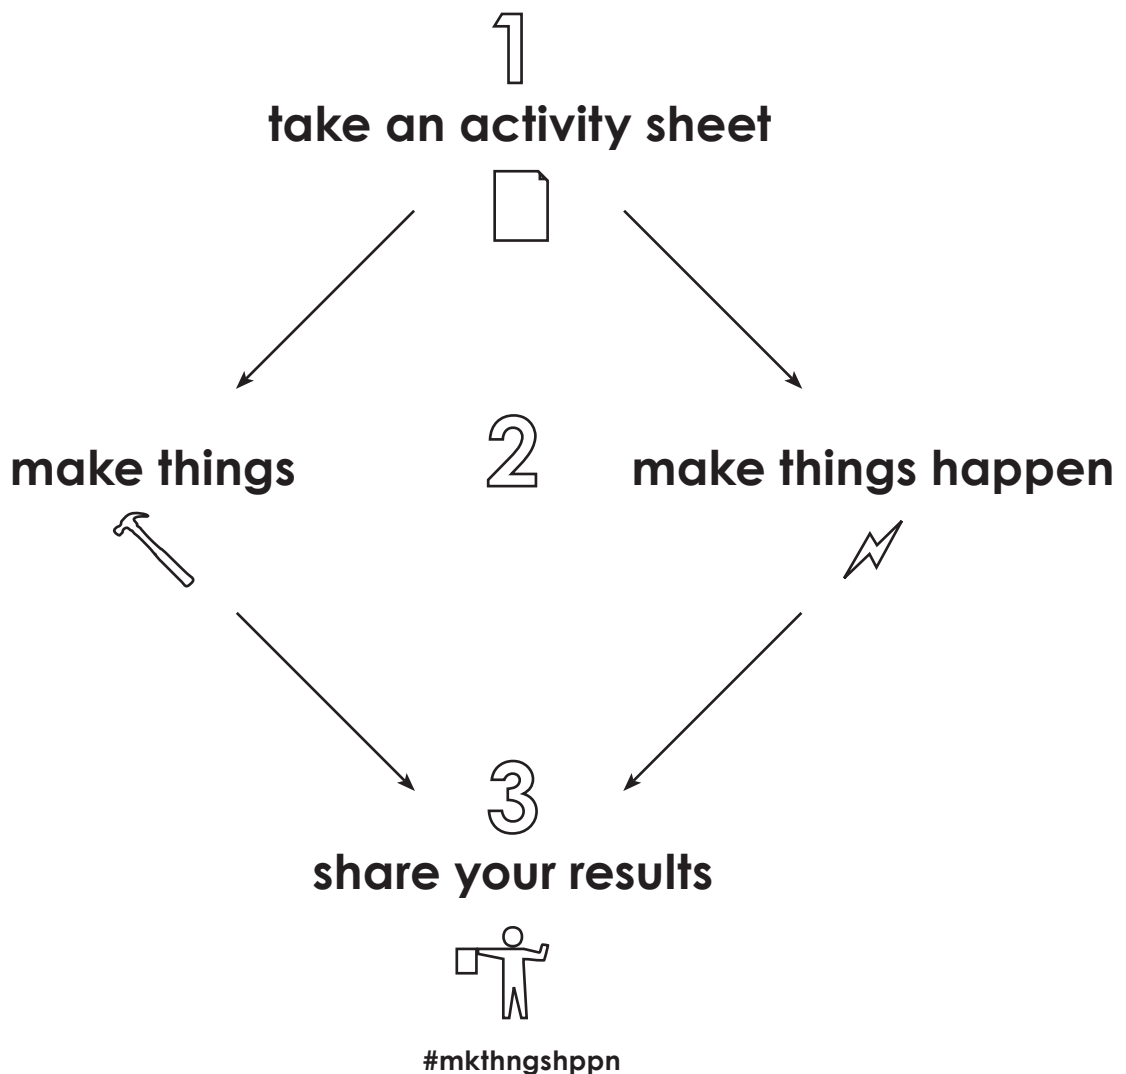 1
take an activity sheet
make things
2
make things happen
3
share your results
#mkthngshppn